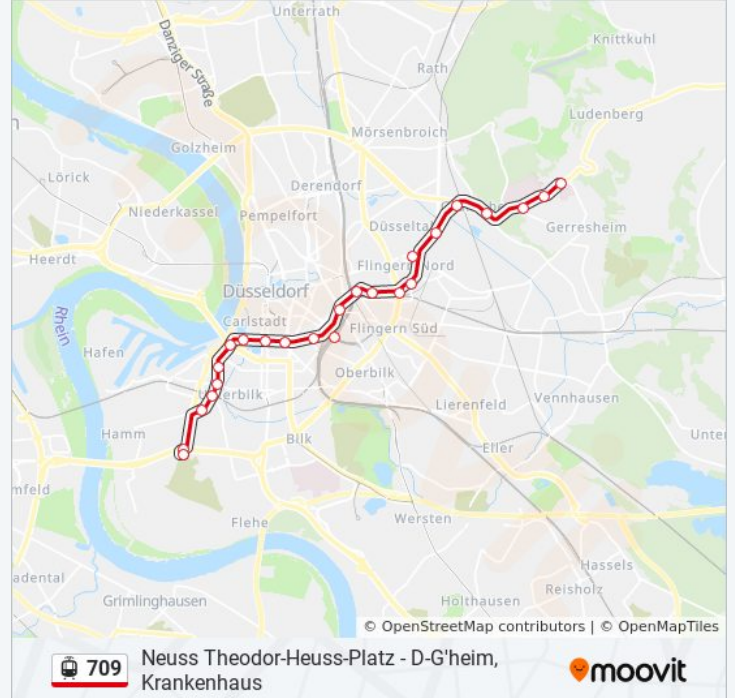 Unterrath
Danziger Straße
Knittkuhl
Rath
Ludenberg
Mörsenbroich
Golzheim
Lörick
Derendorf
Niederkassel
Pempelfort
Düsseltal
Gerresheim
Heerdt
Flingern Nord
Düsseldorf
Rhein
Carlstadt
Flingern Süd
Hafen
Oberbilk
Unterbilk
Vennhausen
Lierenfeld
Hamm
Bilk
Eller
Unter
mfeld
Flehe
Wersten
Hassels
adental
Reisholz
Grimlinghausen
Holthausen
© OpenStreetMap contributors | © OpenMapTiles
709 Neuss Theodor-Heuss-Platz - D-G'heim,
Krankenhaus
moovit